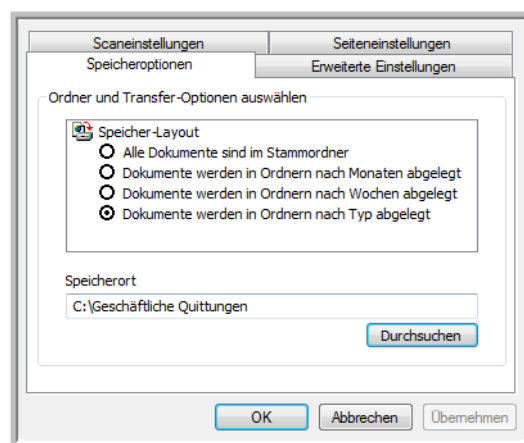 Scaneinstellungen
Seiteneinstellungen
Speicheroptionen
Erweiterte Einstellungen
Ordner und Transfer-Optionen auswählen
Speicher-Layout
Alle Dokumente sind im Stammordner
Dokumente werden in Ordnern nach Monaten abgelegt
Dokumente werden in Ordnern nach Wochen abgelegt
Dokumente werden in Ordnern nach Typ abgelegt
Speicherort
C:\Geschäftliche Quittungen
Durchsuchen
OK
Abbrechen
Übernehmen